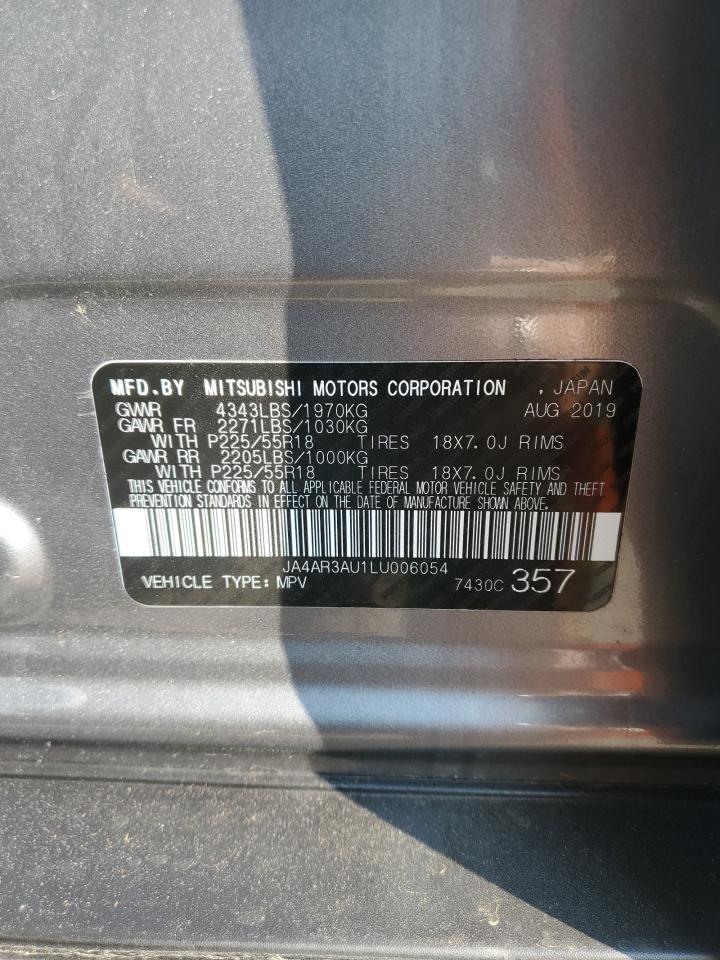 MFD.BY MITSUBISHI MOTORS CORPORATION , JAPAN
GVWR 4343LBS/1970KG AUG 2019
GAWR FR 2271LBS/1030KG
WITH P225/55R18 TIRES 18X7.0J RIMS
GAWR RR 2205LBS/1000KG
WITH P225/55R18 TIRES 18X7.0J RIMS
THIS VEHICLE CONFORMS TO ALL APPLICABLE FEDERAL MOTOR VEHICLE SAFETY AND THEFT
PREVENTION STANDARDS IN EFFECT ON THE DATE OF MANUFACTURE SHOWN ABOVE.
JA4AR3AU1LU006054
VEHICLE TYPE: MPV 7430C 357